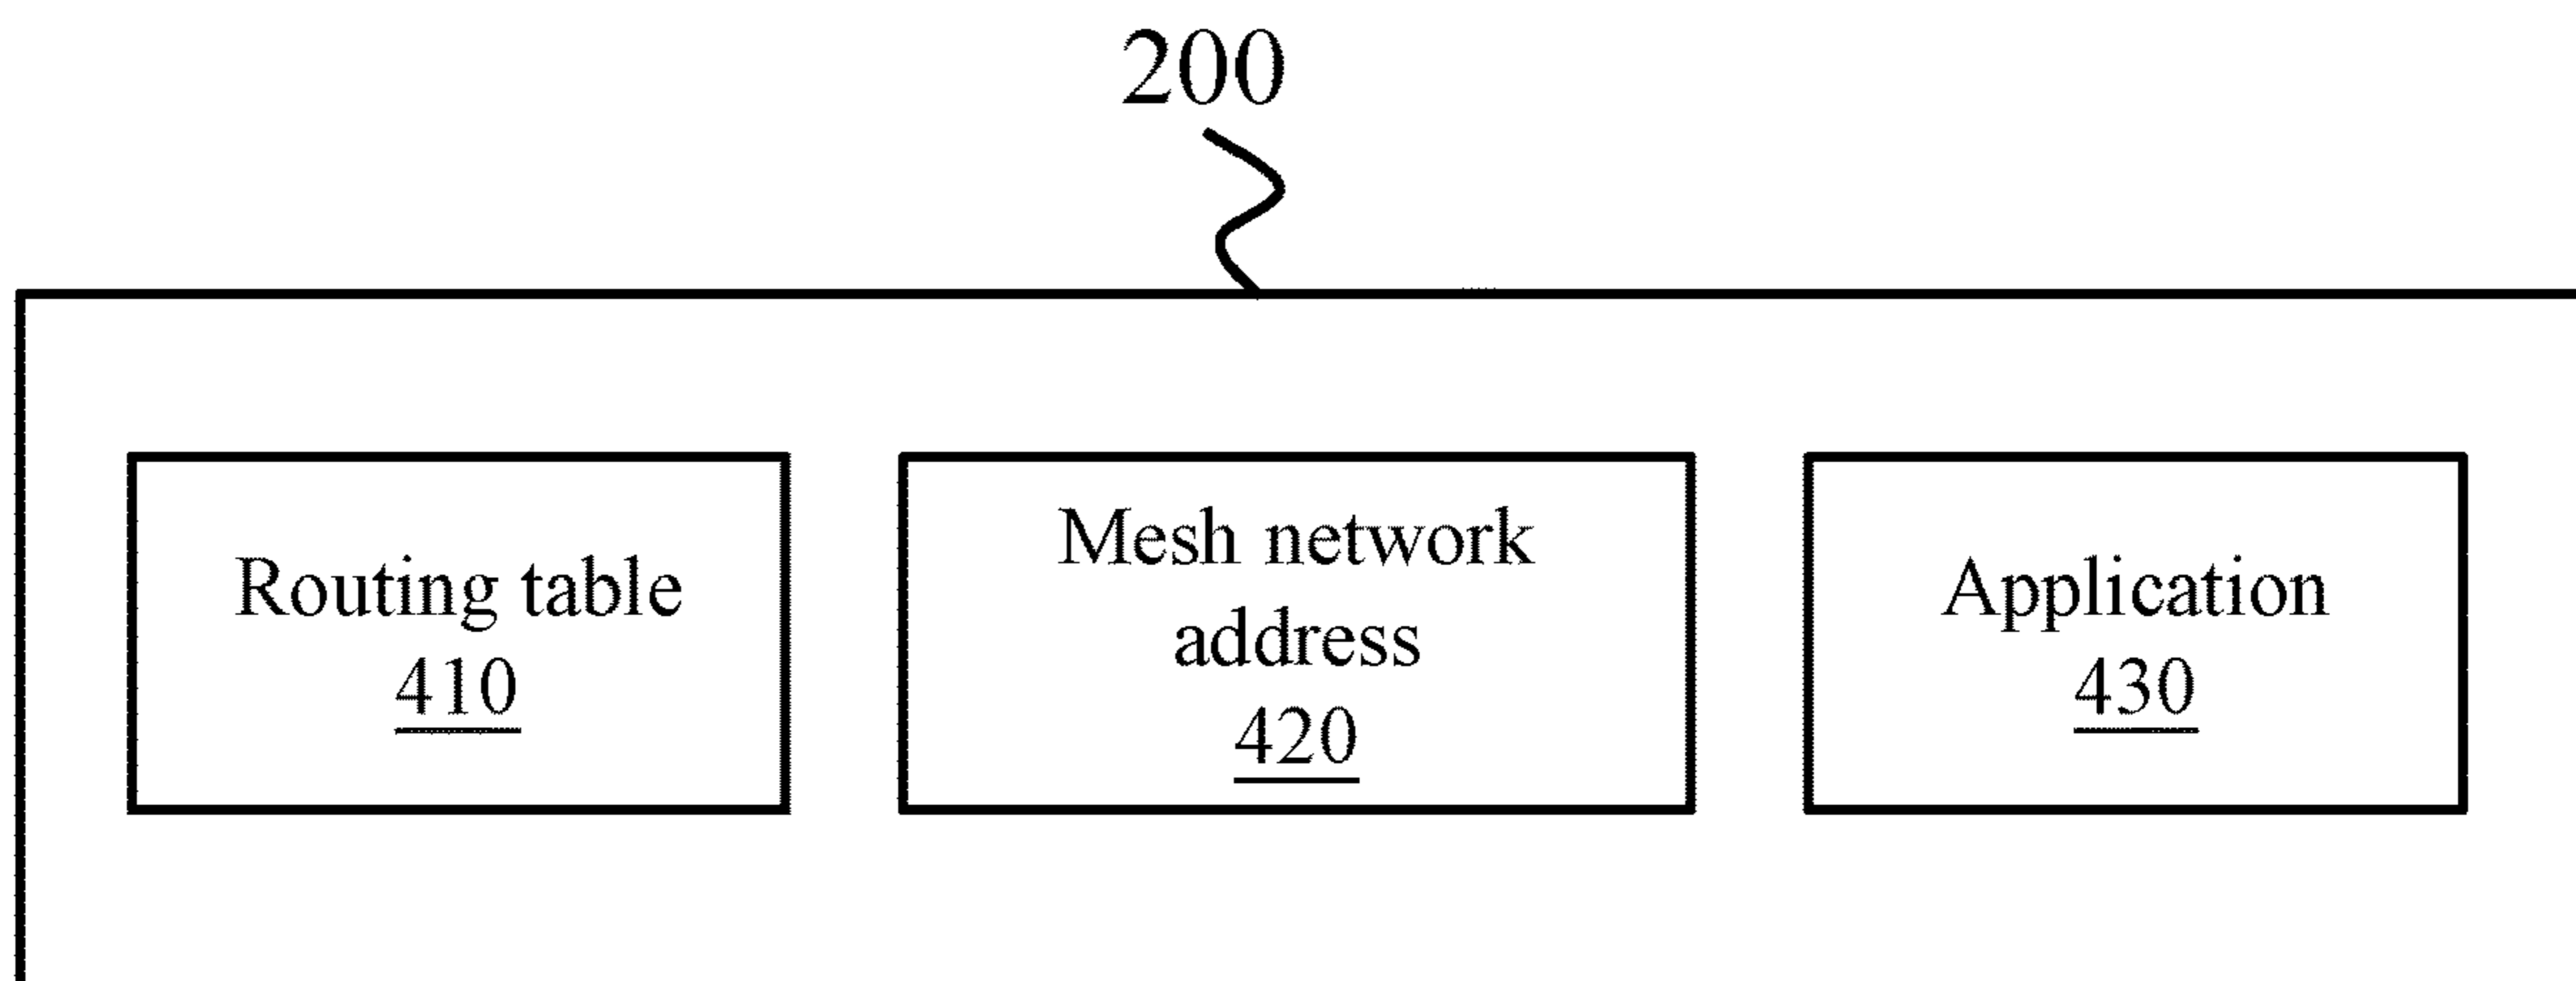 200
Routing table
410
Mesh network
address
420
Application
430